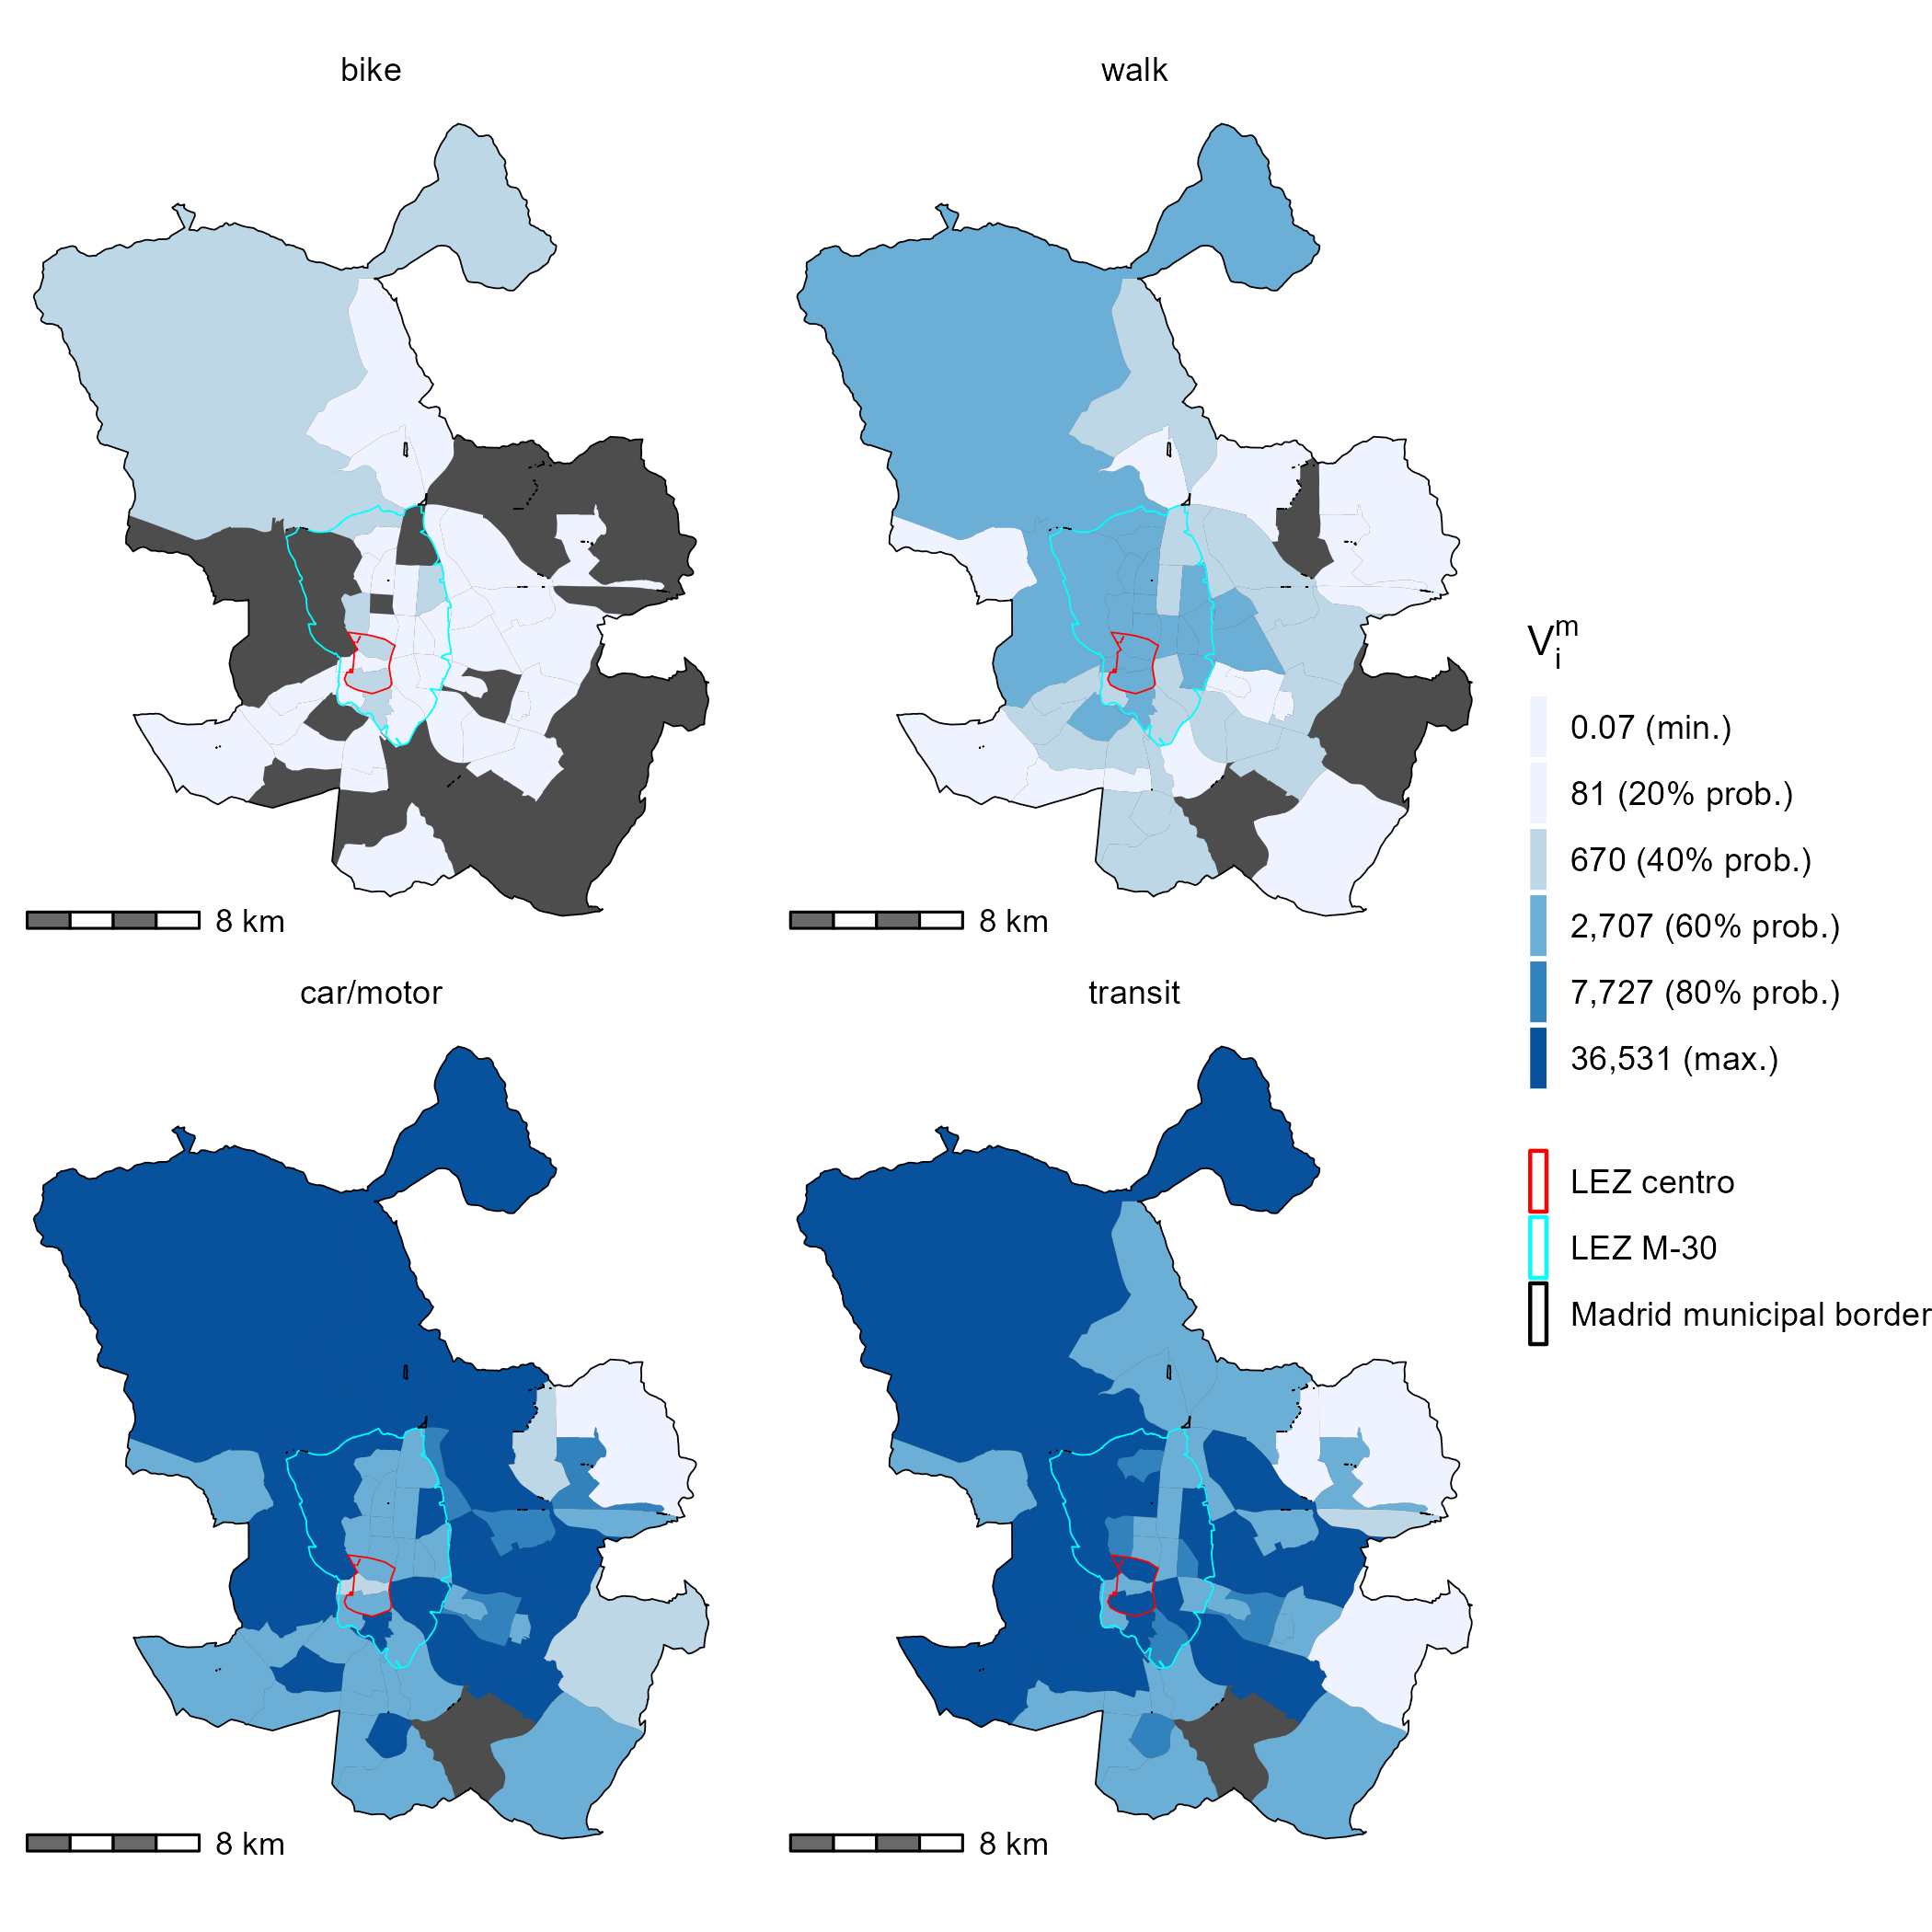 bike
walk
8 km
8 km
car/motor
transit
8 km
8 km
V_i^m
0.07 (min.)
81 (20% prob.)
670 (40% prob.)
2,707 (60% prob.)
7,727 (80% prob.)
36,531 (max.)
LEZ centro
LEZ M-30
Madrid municipal border